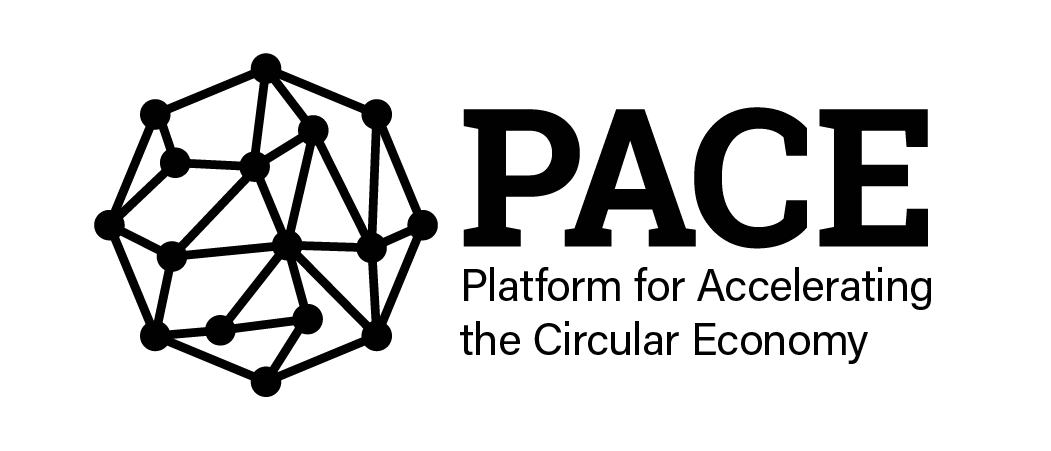 PACE
Platform for Accelerating
the Circular Economy